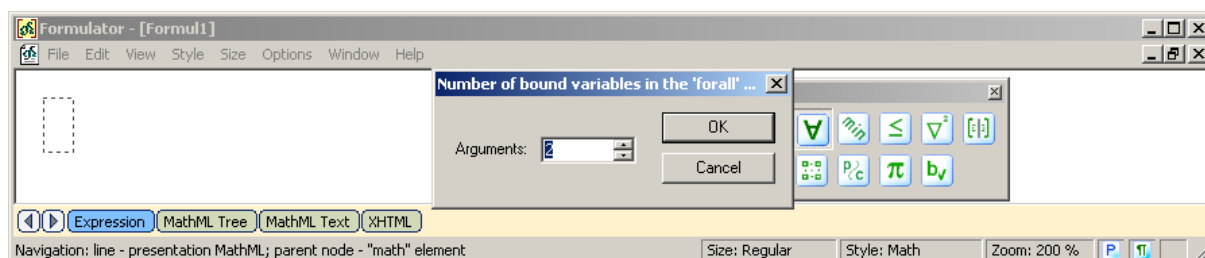 Formulator - [Formul1]
File Edit View Style Size Options Window Help
Number of bound variables in the 'forall' ...
Arguments: 2
OK
Cancel
∀ min ≤ ∇² [:]
P/c π b√
Expression MathML Tree MathML Text XHTML
Navigation: line - presentation MathML; parent node - "math" element Size: Regular Style: Math Zoom: 200 % P ¶